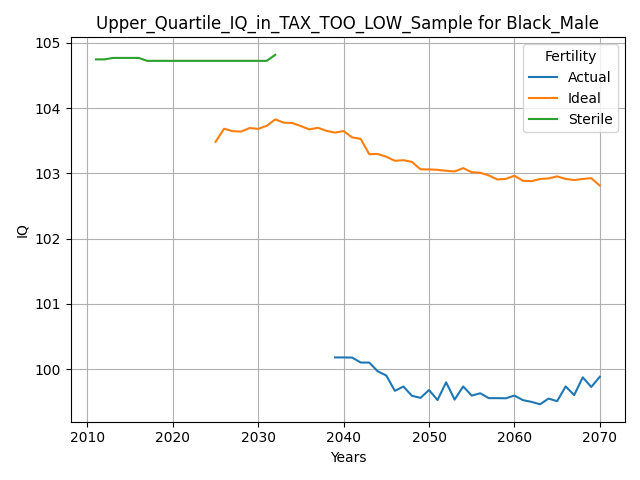 Upper_Quartile_IQ_in_TAX_TOO_LOW_Sample for Black_Male
Fertility
Actual
Ideal
Sterile
105
104
103
102
101
100
IQ
2010 2020 2030 2040 2050 2060 2070
Years